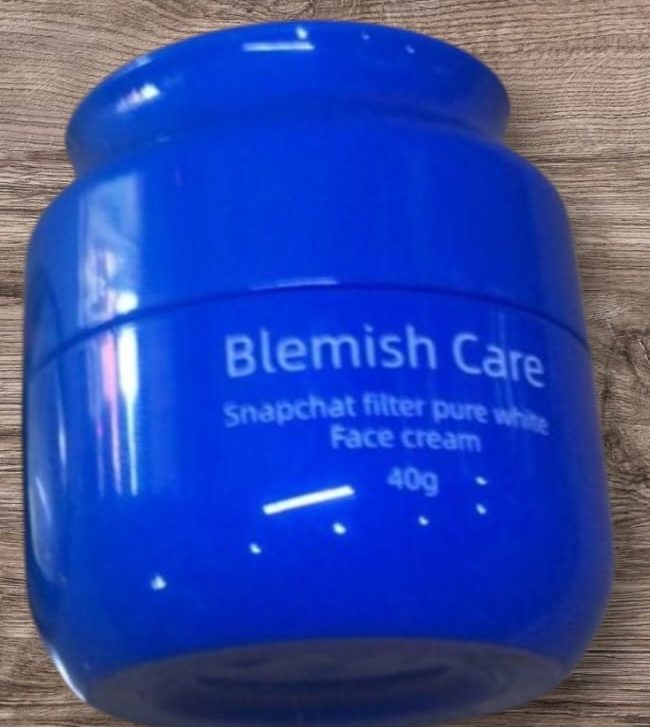 Blemish Care
Snapchat filter pure white
Face cream
40g